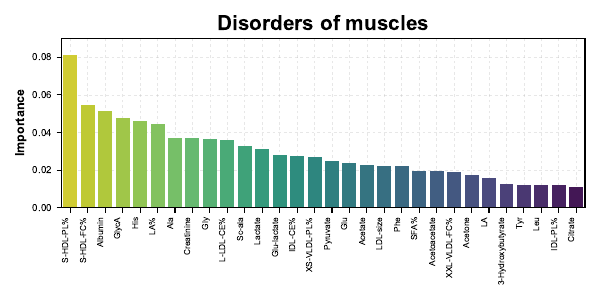 Disorders of muscles
Importance
0.08
0.06
0.04
0.02
0.00
S-HDL-PL%
S-HDL-FC%
Albumin
GlycA
His
LA%
Ala
Creatinine
Gly
L-LDL-CE%
Sc-ala
Lactate
Glu-lactate
IDL-CE%
XS-VLDL-PL%
Pyruvate
Glu
Acetate
LDL-size
Phe
SFA%
Acetoacetate
XXL-VLDL-FC%
Acetone
LA
3-Hydroxybutyrate
Tyr
Leu
IDL-PL%
Citrate